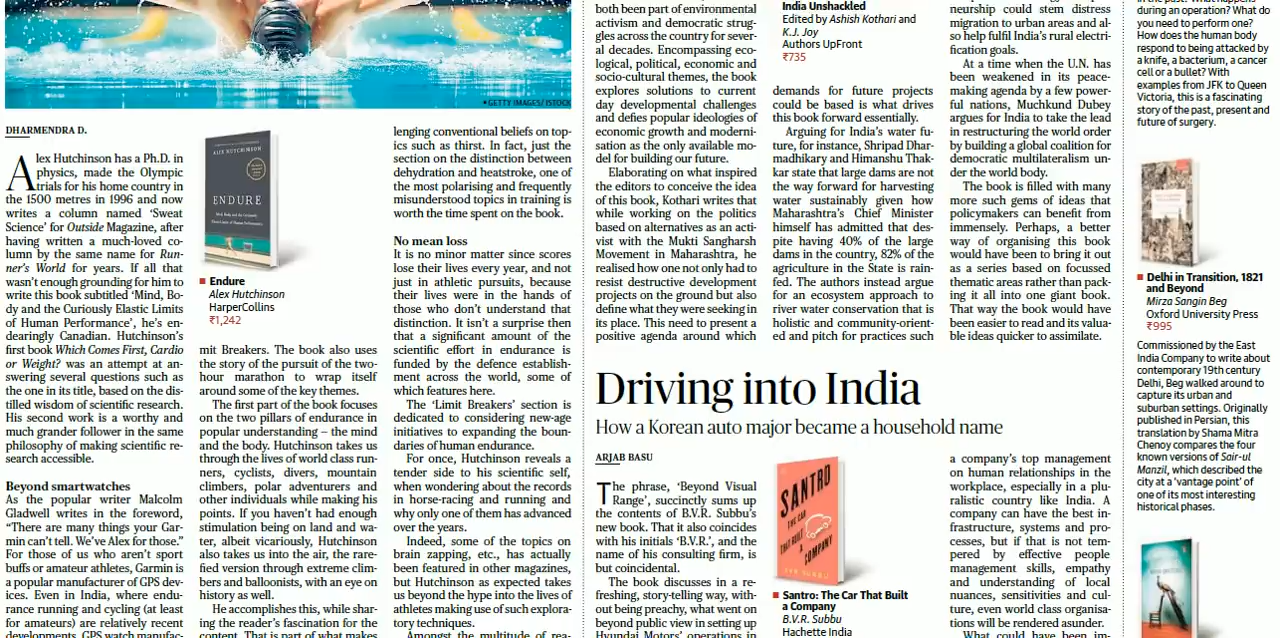 • GETTY IMAGES/ ISTOCK
DHARMENDRA D.
Alex Hutchinson has a Ph.D. in
physics, made the Olympic
trials for his home country in
the 1500 metres in 1996 and now
writes a column named ‘Sweat
Science’ for Outside Magazine, after
having written a much-loved co-
lumn by the same name for Run-
ner’s World for years. If all that
wasn’t enough grounding for him to
write this book subtitled ‘Mind, Bo-
dy and the Curiously Elastic Limits
of Human Performance’, he’s en-
dearingly Canadian. Hutchinson’s
first book Which Comes First, Cardio
or Weight? was an attempt at an-
swering several questions such as
the one in its title, based on the dis-
tilled wisdom of scientific research.
His second work is a worthy and
much grander follower in the same
philosophy of making scientific re-
search accessible.
Beyond smartwatches
As the popular writer Malcolm
Gladwell writes in the foreword,
“There are many things your Gar-
min can’t tell. We’ve Alex for those.”
For those of us who aren’t sport
buffs or amateur athletes, Garmin is
a popular manufacturer of GPS dev-
ices. Even in India, where endu-
rance running and cycling (at least
for amateurs) are relatively recent
developments, GPS watch manufac-
ALEX HUTCHINSON
ENDURE
Endure
Alex Hutchinson
HarperCollins
₹1,242
mit Breakers. The book also uses
the story of the pursuit of the two-
hour marathon to wrap itself
around some of the key themes.
The first part of the book focuses
on the two pillars of endurance in
popular understanding – the mind
and the body. Hutchinson takes us
through the lives of world class run-
ners, cyclists, divers, mountain
climbers, polar adventurers and
other individuals while making his
points. If you haven’t had enough
stimulation being on land and wa-
ter, albeit vicariously, Hutchinson
also takes us into the air, the rare-
fied version through extreme clim-
bers and balloonists, with an eye on
history as well.
He accomplishes this, while shar-
ing the reader’s fascination for the
content. That is part of what makes
lenging conventional beliefs on top-
ics such as thirst. In fact, just the
section on the distinction between
dehydration and heatstroke, one of
the most polarising and frequently
misunderstood topics in training is
worth the time spent on the book.
No mean loss
It is no minor matter since scores
lose their lives every year, and not
just in athletic pursuits, because
their lives were in the hands of
those who don’t understand that
distinction. It isn’t a surprise then
that a significant amount of the
scientific effort in endurance is
funded by the defence establish-
ment across the world, some of
which features here.
The ‘Limit Breakers’ section is
dedicated to considering new-age
initiatives to expanding the boun-
daries of human endurance.
For once, Hutchinson reveals a
tender side to his scientific self,
when wondering about the records
in horse-racing and running and
why only one of them has advanced
over the years.
Indeed, some of the topics on
brain zapping, etc., has actually
been featured in other magazines,
but Hutchinson as expected takes
us beyond the hype into the lives of
athletes making use of such explora-
tory techniques.
Amongst the multitude of rea-
both been part of environmental
activism and democratic strug-
gles across the country for sever-
al decades. Encompassing eco-
logical, political, economic and
socio-cultural themes, the book
explores solutions to current
day developmental challenges
and defies popular ideologies of
economic growth and moderni-
sation as the only available mo-
del for building our future.
Elaborating on what inspired
the editors to conceive the idea
of this book, Kothari writes that
while working on the politics
based on alternatives as an acti-
vist with the Mukti Sangharsh
Movement in Maharashtra, he
realised how one not only had to
resist destructive development
projects on the ground but also
define what they were seeking in
its place. This need to present a
positive agenda around which
India Unshackled
Edited by Ashish Kothari and
K.J. Joy
Authors UpFront
₹735
demands for future projects
could be based is what drives
this book forward essentially.
Arguing for India’s water fu-
ture, for instance, Shripad Dhar-
madhikary and Himanshu Thak-
kar state that large dams are not
the way forward for harvesting
water sustainably given how
Maharashtra’s Chief Minister
himself has admitted that des-
pite having 40% of the large
dams in the country, 82% of the
agriculture in the State is rain-
fed. The authors instead argue
for an ecosystem approach to
river water conservation that is
holistic and community-orient-
ed and pitch for practices such
neurship could stem distress
migration to urban areas and al-
so help fulfil India’s rural electri-
fication goals.
At a time when the U.N. has
been weakened in its peace-
making agenda by a few power-
ful nations, Muchkund Dubey
argues for India to take the lead
in restructuring the world order
by building a global coalition for
democratic multilateralism un-
der the world body.
The book is filled with many
more such gems of ideas that
policymakers can benefit from
immensely. Perhaps, a better
way of organising this book
would have been to bring it out
as a series based on focussed
thematic areas rather than pack-
ing it all into one giant book.
That way the book would have
been easier to read and its valua-
ble ideas quicker to assimilate.
Driving into India
How a Korean auto major became a household name
ARJAB BASU
The phrase, ‘Beyond Visual
Range’, succinctly sums up
the contents of B.V.R. Subbu’s
new book. That it also coincides
with his initials ‘B.V.R.’, and the
name of his consulting firm, is
but coincidental.
The book discusses in a re-
freshing, story-telling way, with-
out being preachy, what went on
beyond public view in setting up
Hyundai Motors’ operations in
SANTRO
THE CAR
THAT BUILT
A
COMPANY
BVR SUBBU
Santro: The Car That Built
a Company
B.V.R. Subbu
Hachette India
a company’s top management
on human relationships in the
workplace, especially in a plu-
ralistic country like India. A
company can have the best in-
frastructure, systems and pro-
cesses, but if that is not tem-
pered by effective people
management skills, empathy
and understanding of local
nuances, sensitivities and cul-
ture, even world class organisa-
tions will be rendered asunder.
What could have been im-
during an operation? What do
you need to perform one?
How does the human body
respond to being attacked by
a knife, a bacterium, a cancer
cell or a bullet? With
examples from JFK to Queen
Victoria, this is a fascinating
story of the past, present and
future of surgery.
Delhi in Transition, 1821
and Beyond
Mirza Sangin Beg
Oxford University Press
₹995
Commissioned by the East
India Company to write about
contemporary 19th century
Delhi, Beg walked around to
capture its urban and
suburban settings. Originally
published in Persian, this
translation by Shama Mitra
Chenoy compares the four
known versions of Sair-ul
Manzil, which described the
city at a ‘vantage point’ of
one of its most interesting
historical phases.